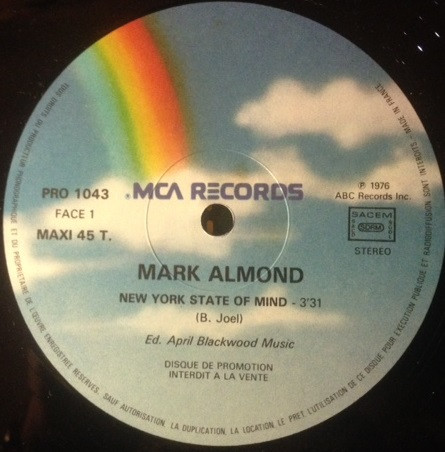 MCA RECORDS
PRO 1043
FACE 1
MAXI 45 T.
℗ 1976
ABC Records Inc.
SACEM
SDRM
STEREO
MARK ALMOND
NEW YORK STATE OF MIND - 3'31
(B. Joel)
Ed. April Blackwood Music
DISQUE DE PROMOTION
INTERDIT A LA VENTE
TOUS DROITS DU PRODUCTEUR PHONOGRAPHIQUE ET DU PROPRIETAIRE DE L'ŒUVRE ENREGISTREE RESERVES. SAUF AUTORISATION, LA DUPLICATION, LA LOCATION, LE PRET, L'UTILISATION DE CE DISQUE POUR EXECUTION PUBLIQUE ET RADIODIFFUSION SONT INTERDITS - MADE IN FRANCE